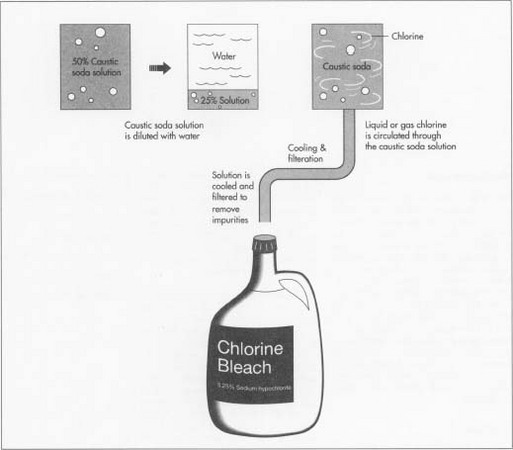 50% Caustic
soda solution
Water
25% Solution
Chlorine
Caustic soda
Caustic soda solution
is diluted with water
Liquid or gas chlorine
is circulated through
the caustic soda solution
Cooling &
filteration
Solution is
cooled and
filtered to
remove
impurities
Chlorine
Bleach
5.25% Sodium hypochlorite